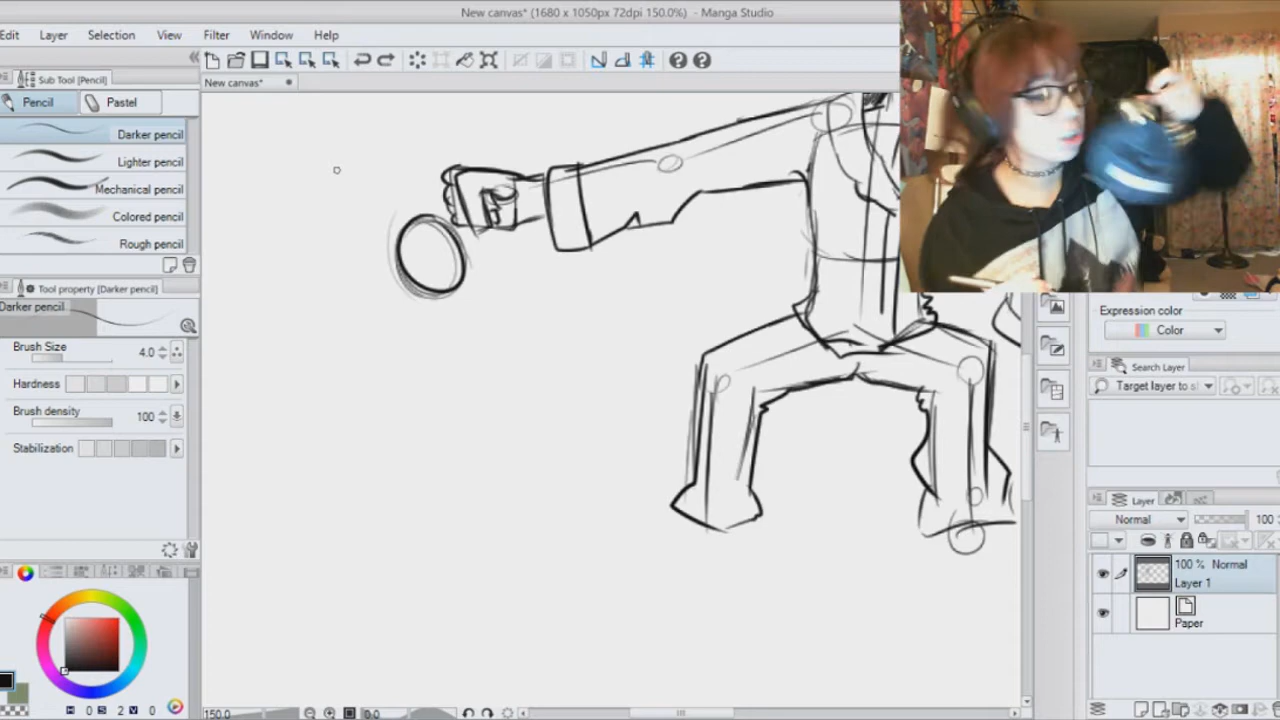 New canvas* (1680 x 1050px 72dpi 150.0%) - Manga Studio
Edit Layer Selection View Filter Window Help
New canvas*
Sub Tool [Pencil]
Pencil Pastel
Darker pencil
Lighter pencil
Mechanical pencil
Colored pencil
Rough pencil
Tool property [Darker pencil]
Darker pencil
Brush Size 4.0
Hardness
Brush density 100
Stabilization
H 0 S 2 V 0
150.0 0.0
Expression color
Color
Search Layer
Target layer to s
Layer
Normal 100
100 % Normal
Layer 1
Paper